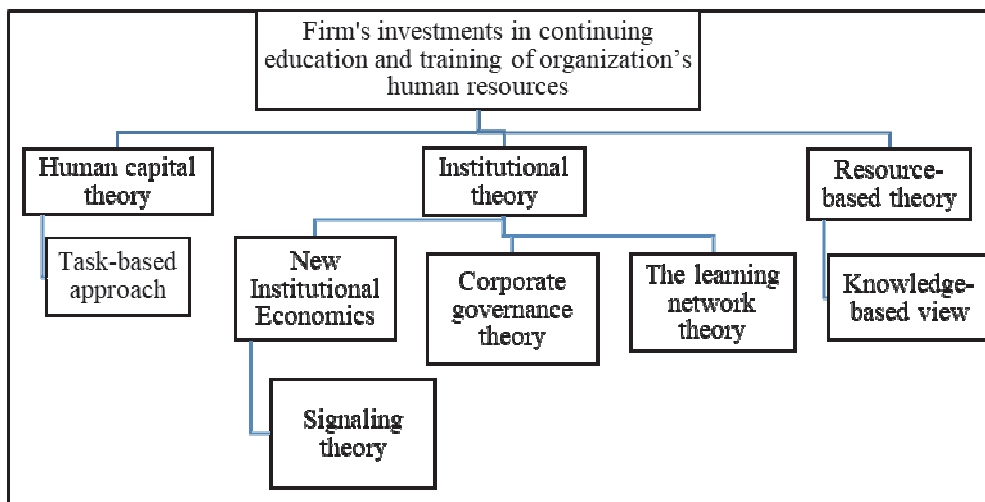 Firm's investments in continuing
education and training of organization’s
human resources
Human capital
theory
Institutional
theory
Resource-
based theory
Task-based
approach
New
Institutional
Economics
Corporate
governance
theory
The learning
network
theory
Knowledge-
based view
Signaling
theory